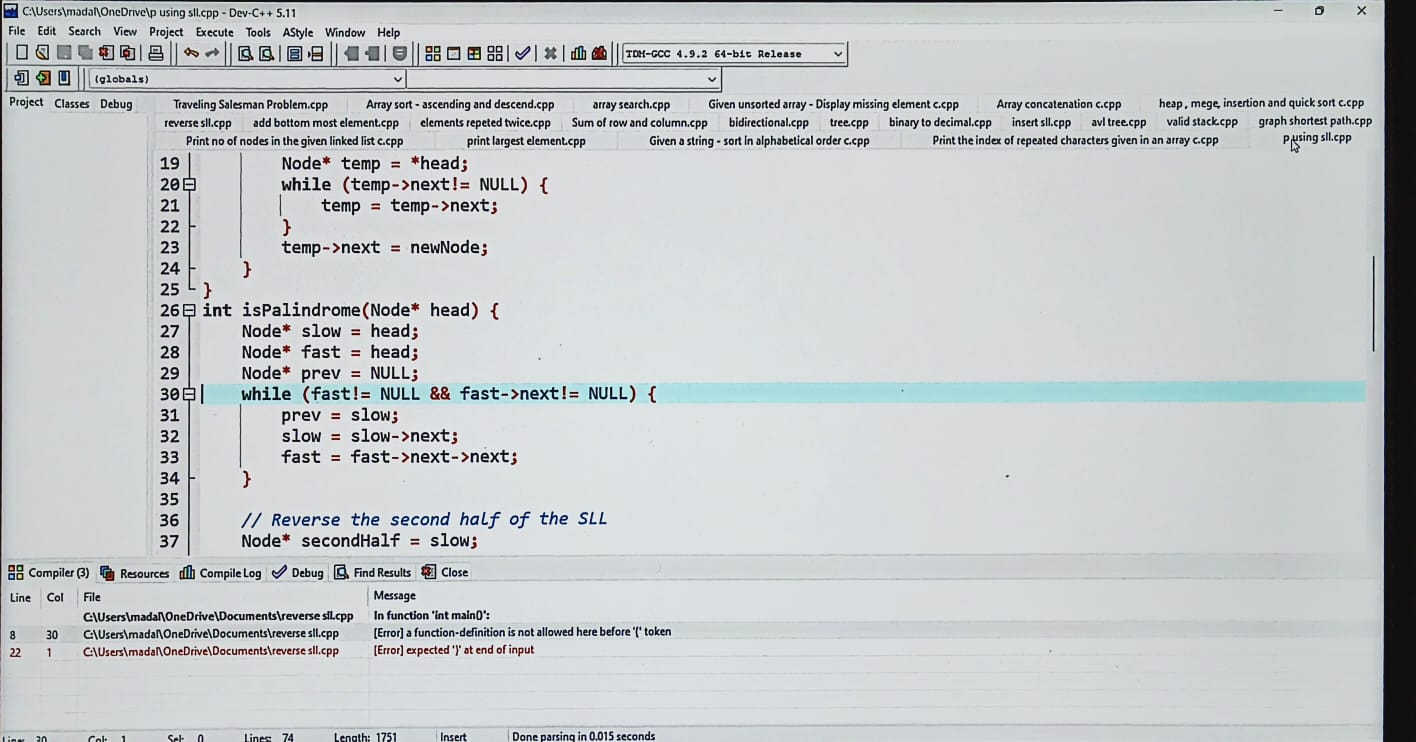 C:\Users\madal\OneDrive\p using sll.cpp - Dev-C++ 5.11
File Edit Search View Project Execute Tools AStyle Window Help
TDM-GCC 4.9.2 64-bit Release
(globals)
Project Classes Debug
Traveling Salesman Problem.cpp Array sort - ascending and descend.cpp array search.cpp Given unsorted array - Display missing element c.cpp Array concatenation c.cpp heap , mege, insertion and quick sort c.cpp
reverse sll.cpp add bottom most element.cpp elements repeted twice.cpp Sum of row and column.cpp bidirectional.cpp tree.cpp binary to decimal.cpp insert sll.cpp avl tree.cpp valid stack.cpp graph shortest path.cpp
Print no of nodes in the given linked list c.cpp print largest element.cpp Given a string - sort in alphabetical order c.cpp Print the index of repeated characters given in an array c.cpp p using sll.cpp
19 Node* temp = *head;
20 while (temp->next!= NULL) {
21 temp = temp->next;
22 }
23 temp->next = newNode;
24 }
25 }
26 int isPalindrome(Node* head) {
27 Node* slow = head;
28 Node* fast = head;
29 Node* prev = NULL;
30 while (fast!= NULL && fast->next!= NULL) {
31 prev = slow;
32 slow = slow->next;
33 fast = fast->next->next;
34 }
35
36 // Reverse the second half of the SLL
37 Node* secondHalf = slow;
Compiler (3) Resources Compile Log Debug Find Results Close
Line Col File Message
C:\Users\madal\OneDrive\Documents\reverse sll.cpp In function 'int main()':
8 30 C:\Users\madal\OneDrive\Documents\reverse sll.cpp [Error] a function-definition is not allowed here before '(' token
22 1 C:\Users\madal\OneDrive\Documents\reverse sll.cpp [Error] expected '}' at end of input
Line: 30 Col: 1 Sel: 0 Lines: 74 Length: 1751 Insert Done parsing in 0.015 seconds